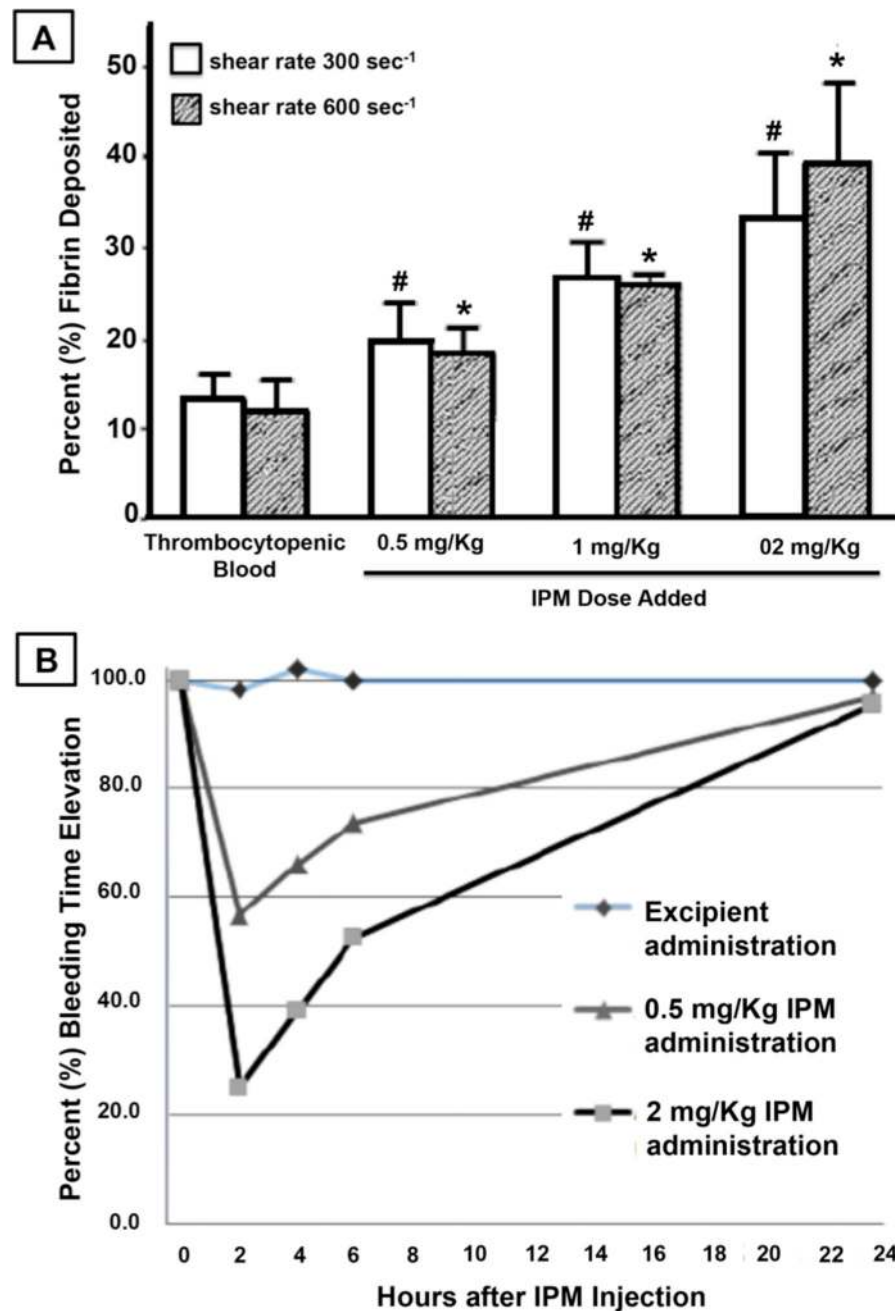 A
shear rate 300 sec-1
shear rate 600 sec-1
Percent (%) Fibrin Deposited
50
40
30
20
10
0
#
*
#
*
#
*
Thrombocytopenic
Blood
0.5 mg/Kg
1 mg/Kg
02 mg/Kg
IPM Dose Added
B
Percent (%) Bleeding Time Elevation
100.0
80.0
60.0
40.0
20.0
0.0
Excipient
administration
0.5 mg/Kg IPM
administration
2 mg/Kg IPM
administration
0 2 4 6 8 10 12 14 16 18 20 22 24
Hours after IPM Injection